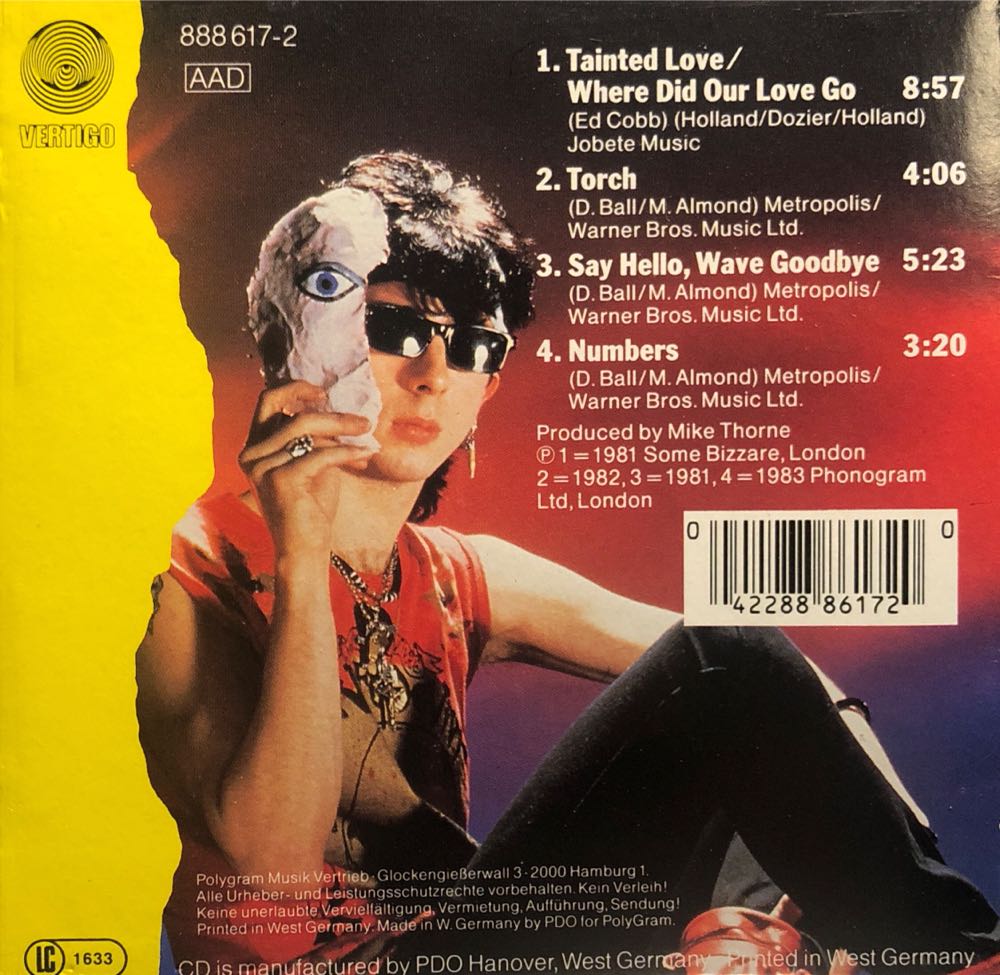 VERTIGO
888 617-2
AAD
1. Tainted Love/
Where Did Our Love Go 8:57
(Ed Cobb) (Holland/Dozier/Holland)
Jobete Music
2. Torch 4:06
(D. Ball/M. Almond) Metropolis/
Warner Bros. Music Ltd.
3. Say Hello, Wave Goodbye 5:23
(D. Ball/M. Almond) Metropolis/
Warner Bros. Music Ltd.
4. Numbers 3:20
(D. Ball/M. Almond) Metropolis/
Warner Bros. Music Ltd.
Produced by Mike Thorne
Ⓟ 1 = 1981 Some Bizzare, London
2 = 1982, 3 = 1981, 4 = 1983 Phonogram
Ltd, London
0 42288 86172 0
Polygram Musik Vertrieb · Glockengießerwall 3 · 2000 Hamburg 1.
Alle Urheber- und Leistungsschutzrechte vorbehalten. Kein Verleih!
Keine unerlaubte Vervielfältigung, Vermietung, Aufführung, Sendung!
Printed in West Germany. Made in W. Germany by PDO for PolyGram.
LC 1633
CD is manufactured by PDO Hanover, West Germany Printed in West Germany